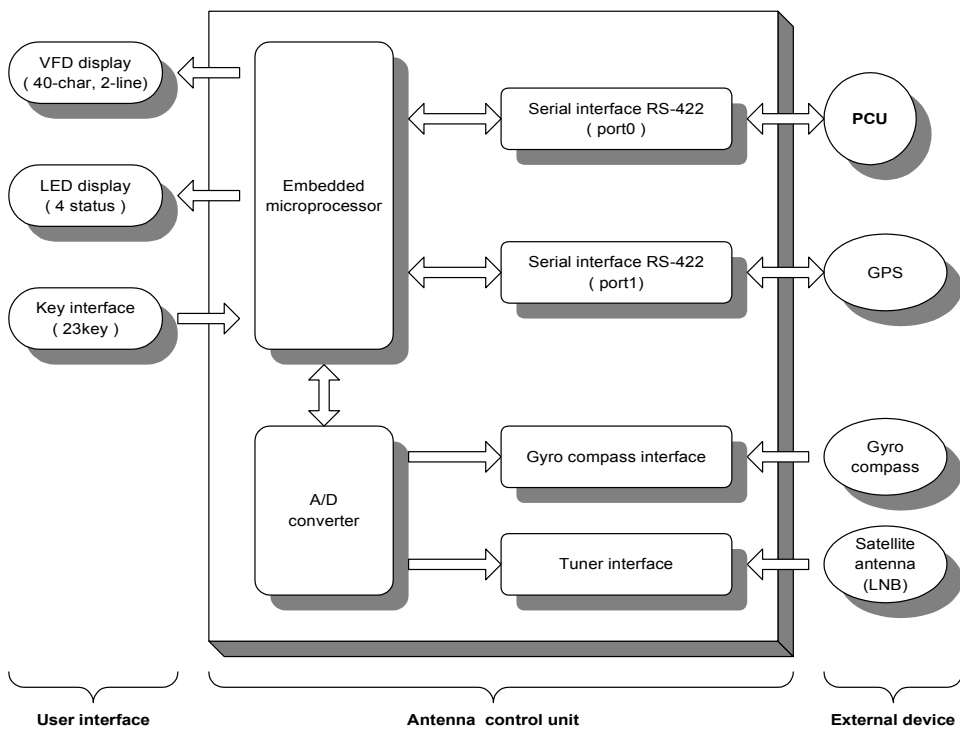 VFD display
( 40-char, 2-line)
LED display
( 4 status )
Key interface
( 23key )
Embedded
microprocessor
A/D
converter
Serial interface RS-422
( port0 )
Serial interface RS-422
( port1)
Gyro compass interface
Tuner interface
PCU
GPS
Gyro
compass
Satellite
antenna
(LNB)
User interface
Antenna control unit
External device